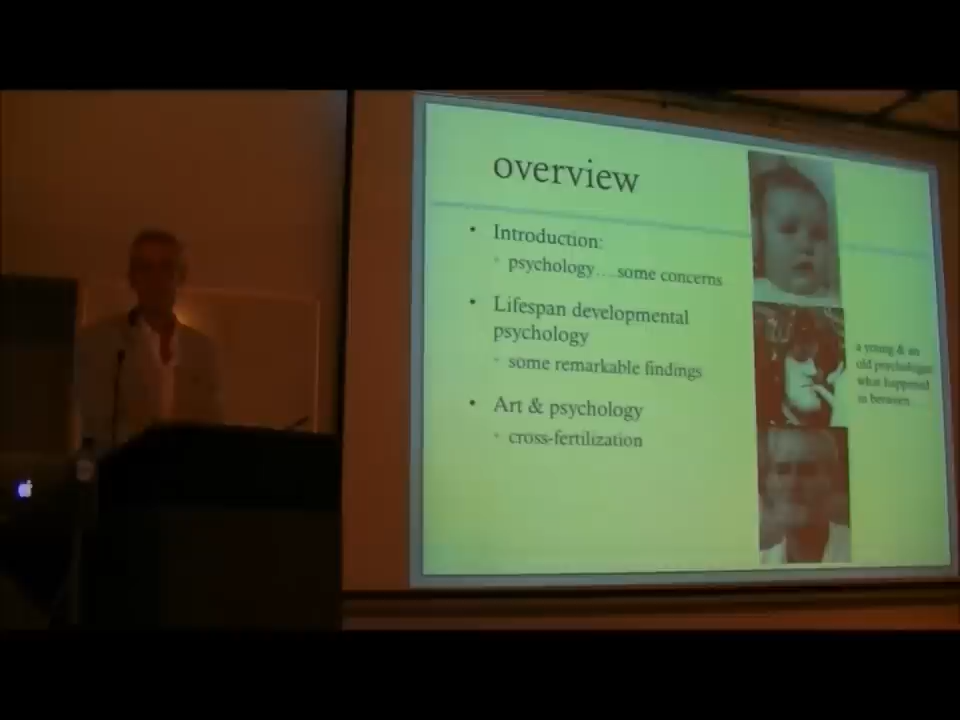 overview
• Introduction:
◦ psychology....some concerns
• Lifespan developmental
psychology
◦ some remarkable findings
• Art & psychology
◦ cross-fertilization
a young & an
old psychologist
what happened
in between....